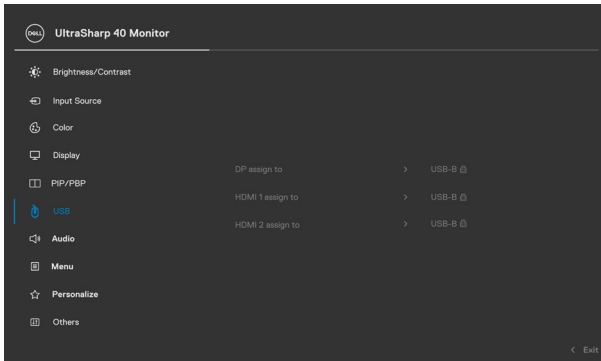 DELL UltraSharp 40 Monitor
Brightness/Contrast
Input Source
Color
Display
DP assign to > USB-B
PIP/PBP
HDMI 1 assign to > USB-B
USB
HDMI 2 assign to > USB-B
Audio
Menu
Personalize
Others
< Exit